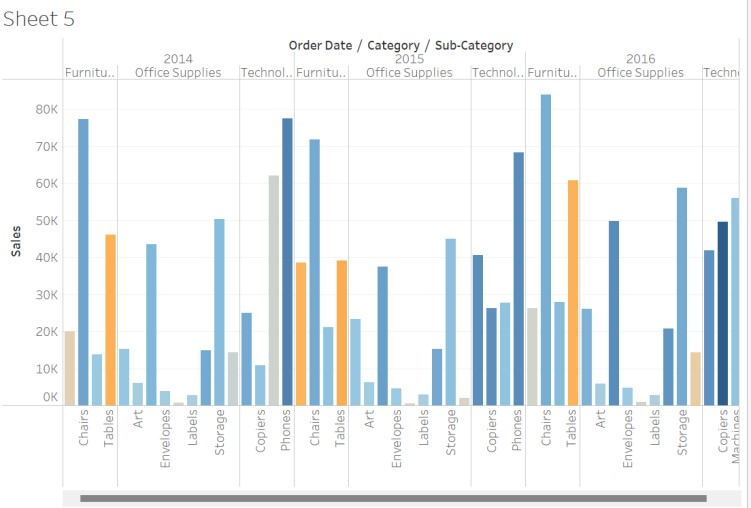 Sheet 5
Order Date / Category / Sub-Category
2014 2015 2016
Furnitu.. Office Supplies Technol.. Furnitu.. Office Supplies Technol.. Furnitu.. Office Supplies Techn
80K
70K
60K
50K
40K
30K
20K
10K
0K
Sales
Chairs Tables Art Envelopes Labels Storage Copiers Phones Chairs Tables Art Envelopes Labels Storage Copiers Phones Chairs Tables Art Envelopes Labels Storage Copiers Machines